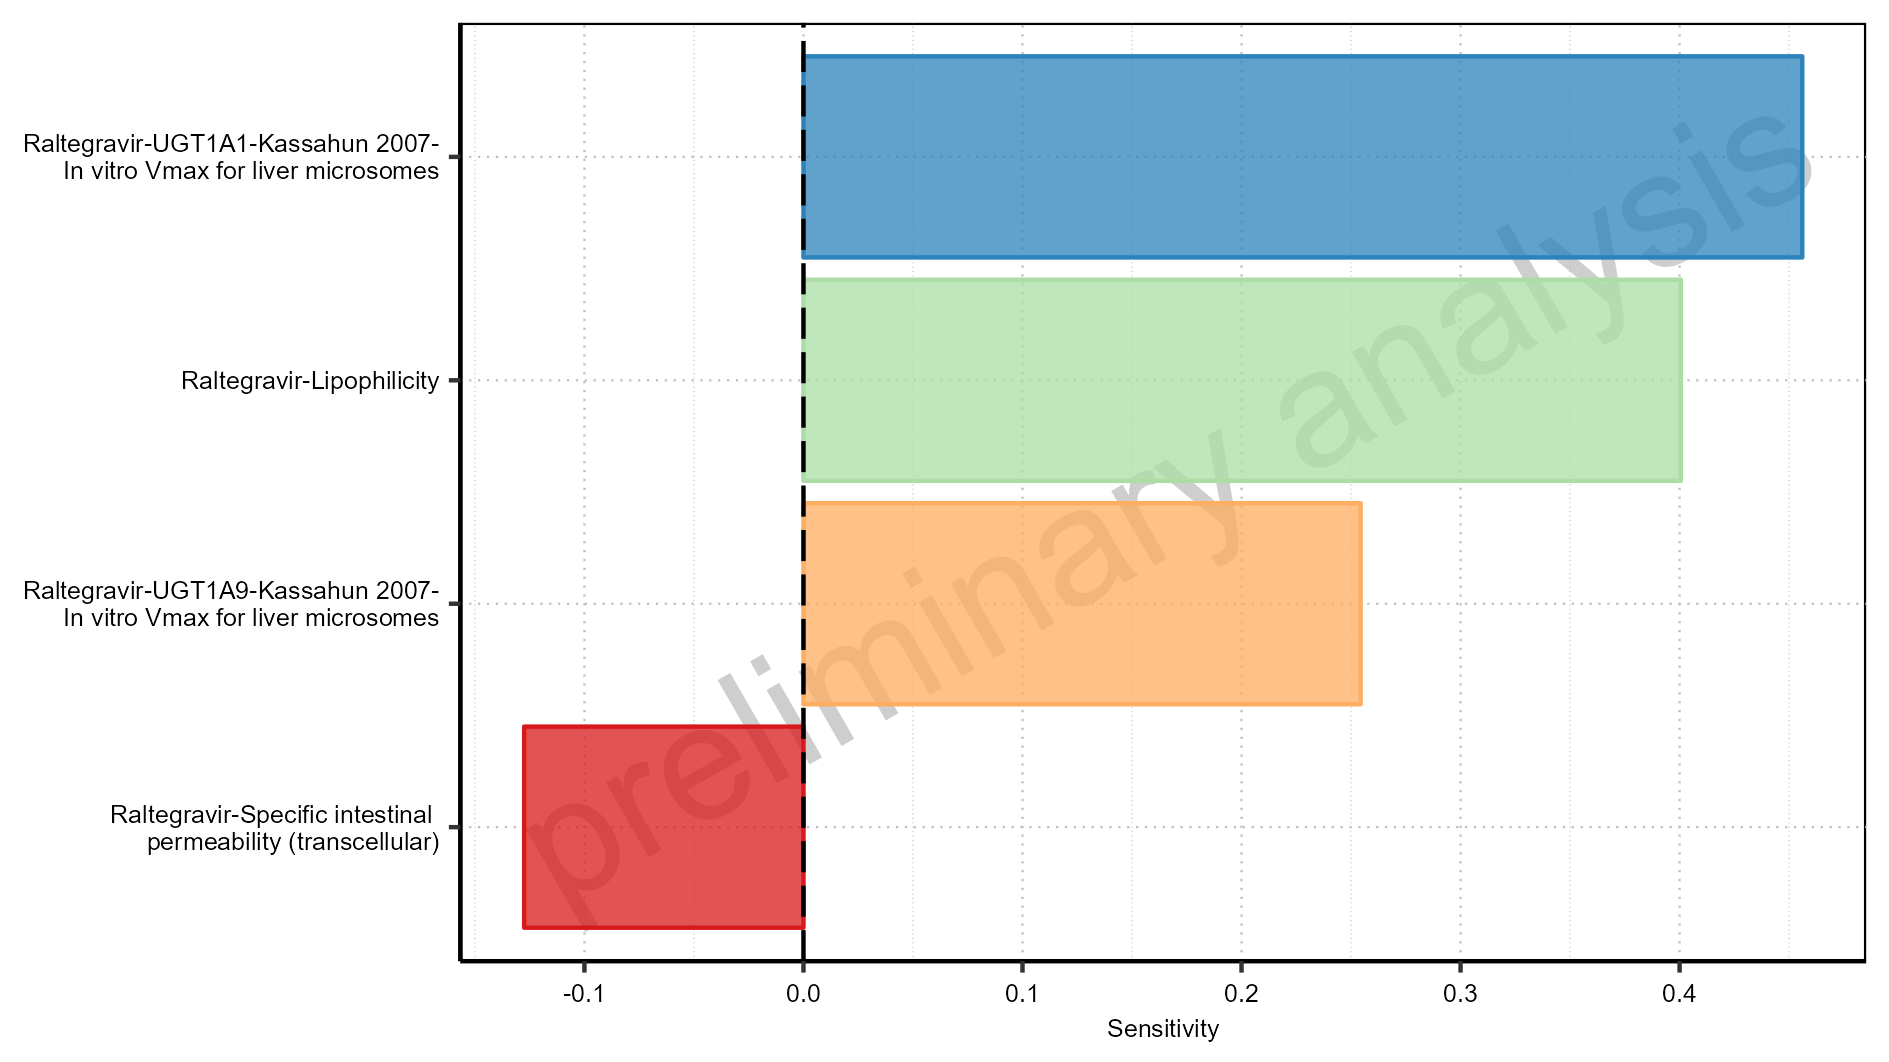 Raltegravir-UGT1A1-Kassahun 2007-
In vitro Vmax for liver microsomes
Raltegravir-Lipophilicity
Raltegravir-UGT1A9-Kassahun 2007-
In vitro Vmax for liver microsomes
Raltegravir-Specific intestinal
permeability (transcellular)
preliminary analysis
-0.1 0.0 0.1 0.2 0.3 0.4
Sensitivity